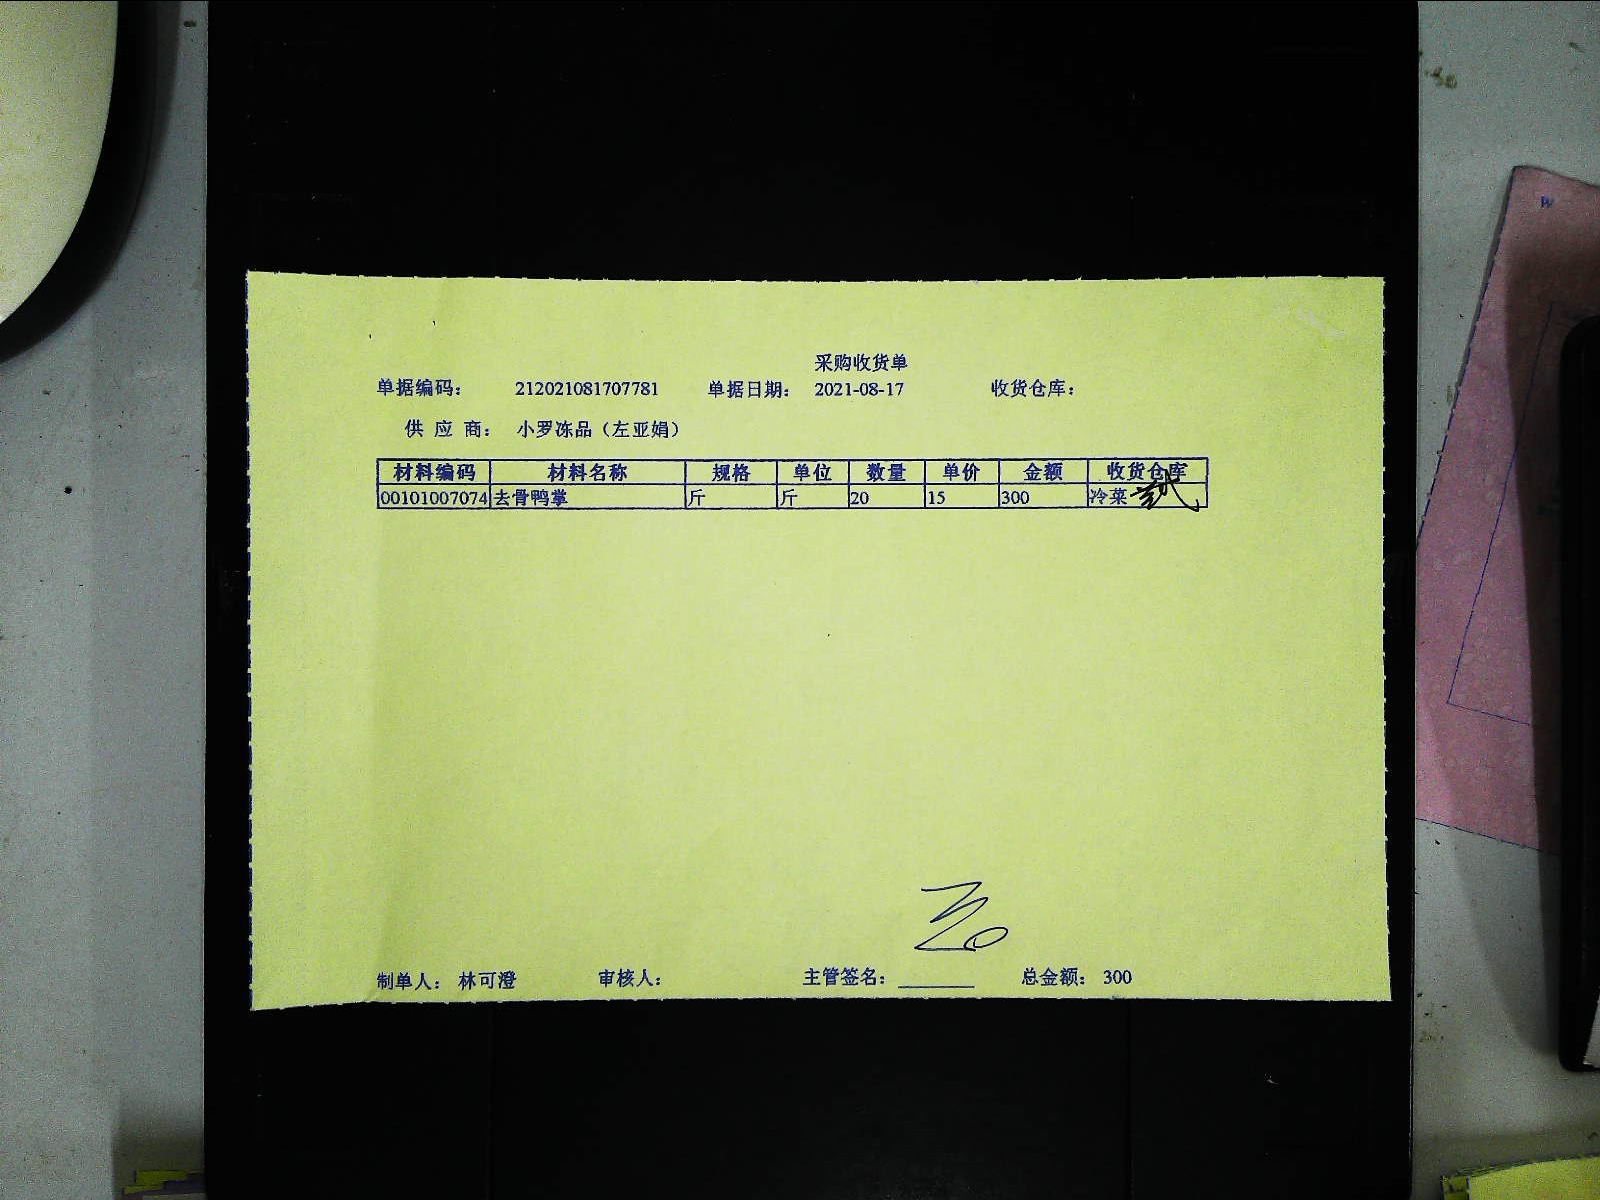 采购收货单
单据编码： 212021081707781 单据日期： 2021-08-17 收货仓库：
供 应 商： 小罗冻品（左亚娟）
材料编码 材料名称 规格 单位 数量 单价 金额 收货仓库
00101007074 去骨鸭掌 斤 斤 20 15 300 冷菜
制单人： 林可澄 审核人： 主管签名： 总金额： 300